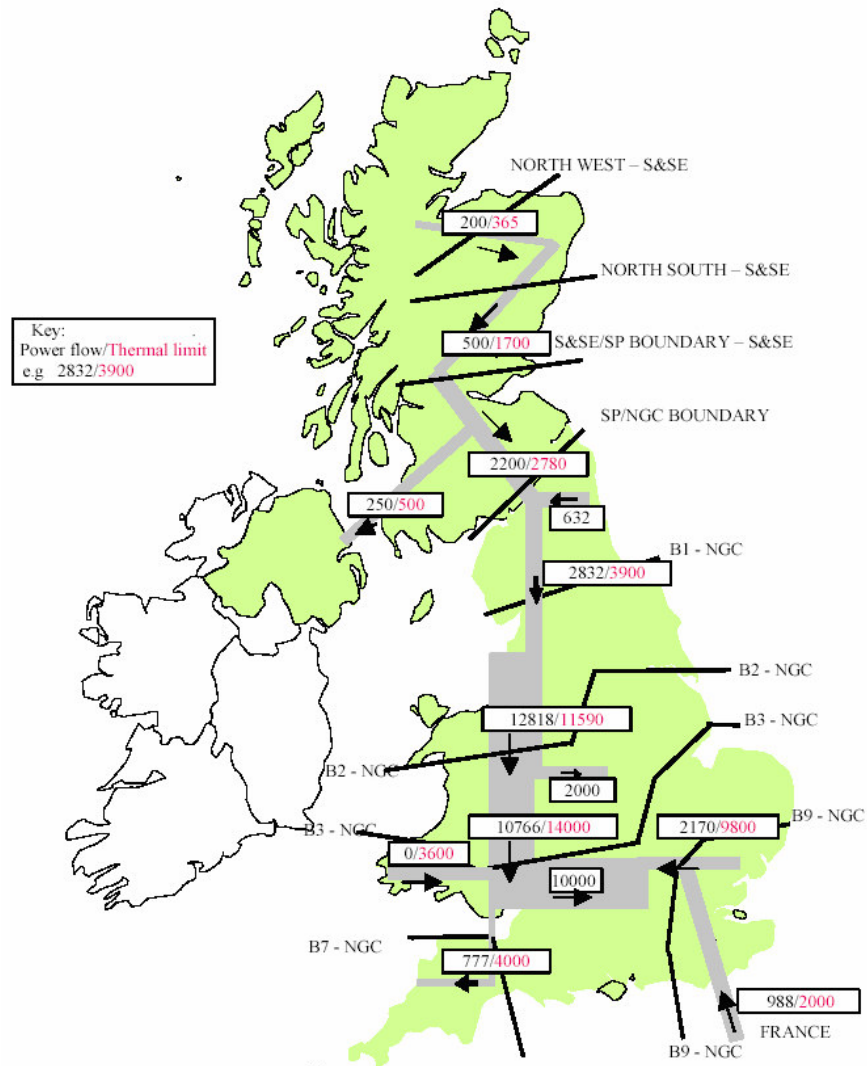 NORTH WEST – S&SE
200/365
NORTH SOUTH – S&SE
Key: .
Power flow/Thermal limit
e.g 2832/3900
500/1700
S&SE/SP BOUNDARY – S&SE
SP/NGC BOUNDARY
2200/2780
250/500
632
B1 - NGC
2832/3900
B2 - NGC
12818/11590
B3 - NGC
B2 - NGC
2000
B9 - NGC
B3 - NGC
10766/14000
2170/9800
0/3600
10000
B7 - NGC
777/4000
988/2000
FRANCE
B9 - NGC